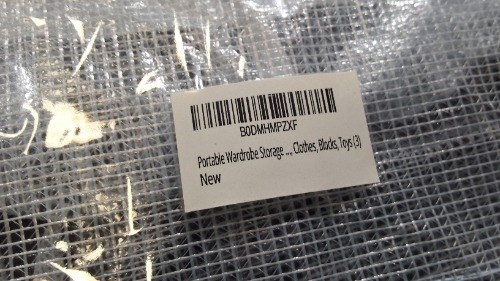 B0DMHMPZXF
Portable Wardrobe Storage ..., Clothes, Blocks, Toys (3)
New